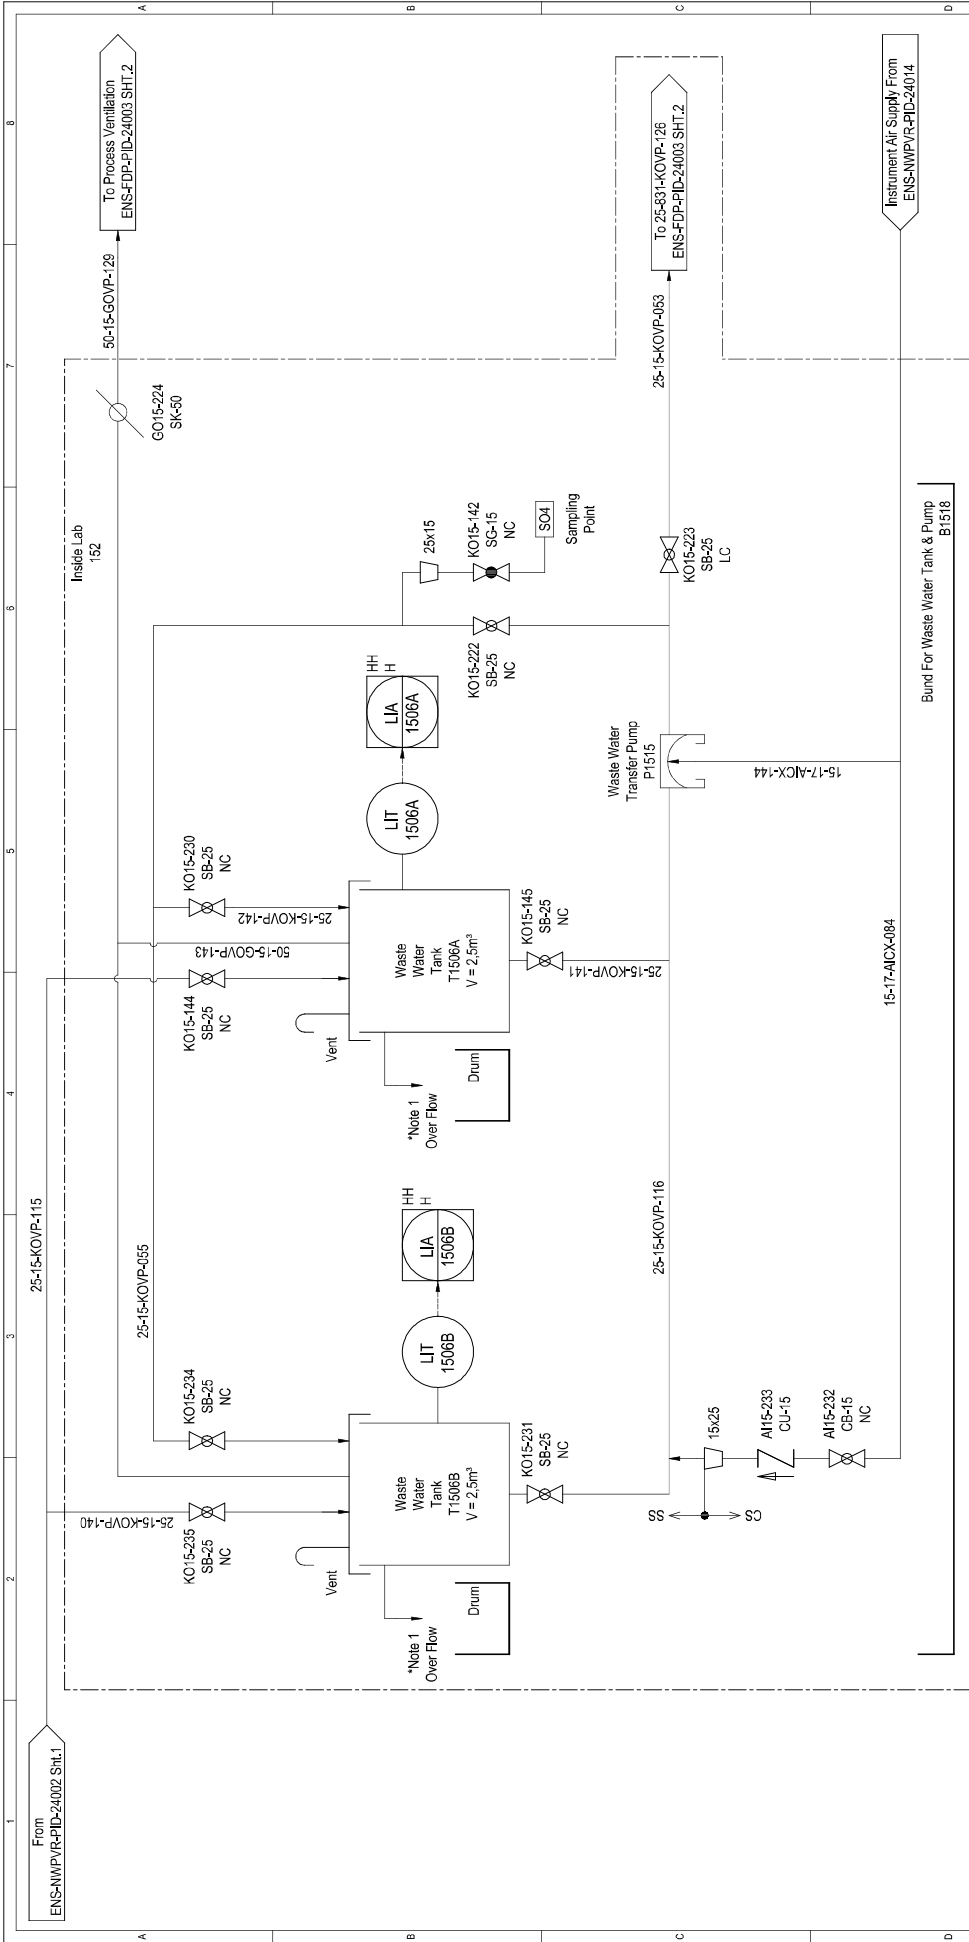 1
2
3
4
5
6
7
8
A
B
C
D
A
B
C
D
From
ENS-NWPVR-PID-24002 Sht.1
25-15-KOVP-115
Inside Lab
152
50-15-GOVP-129
To Process Ventilation
ENS-FDP-PID-24003 SHT.2
GO15-224
SK-50
25-15-KOVP-055
25-15-KOVP-140
KO15-235
SB-25
NC
KO15-234
SB-25
NC
KO15-144
SB-25
NC
50-15-GOVP-143
KO15-230
SB-25
NC
25-15-KOVP-142
Vent
*Note 1
Over Flow
Drum
Waste
Water
Tank
T1506B
V = 2,5m³
LIT
1506B
LIA
1506B
HH
H
KO15-231
SB-25
NC
Vent
*Note 1
Over Flow
Drum
Waste
Water
Tank
T1506A
V = 2,5m³
LIT
1506A
LIA
1506A
HH
H
KO15-145
SB-25
NC
25-15-KOVP-141
25x15
KO15-142
SG-15
NC
SO4
Sampling
Point
KO15-222
SB-25
NC
25-15-KOVP-116
Waste Water
Transfer Pump
P1515
15-17-AICX-144
KO15-223
SB-25
LC
25-15-KOVP-053
To 25-831-KOVP-126
ENS-FDP-PID-24003 SHT.2
SS
CS
15x25
AI15-233
CU-15
AI15-232
CB-15
NC
15-17-AICX-084
Instrument Air Supply From
ENS-NWPVR-PID-24014
Bund For Waste Water Tank & Pump
B1518